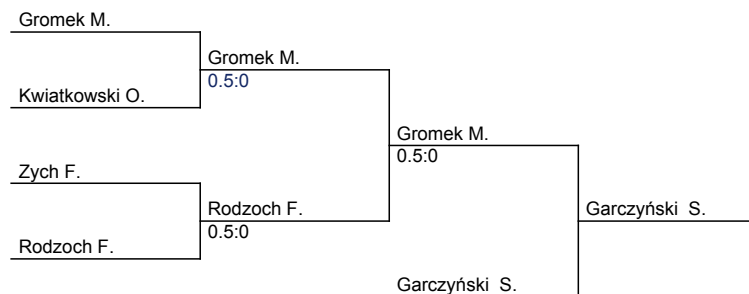 Gromek M.
Gromek M.
0.5:0
Kwiatkowski O.
Gromek M.
0.5:0
Zych F.
Rodzoch F.
0.5:0
Garczyński S.
Rodzoch F.
Garczyński S.